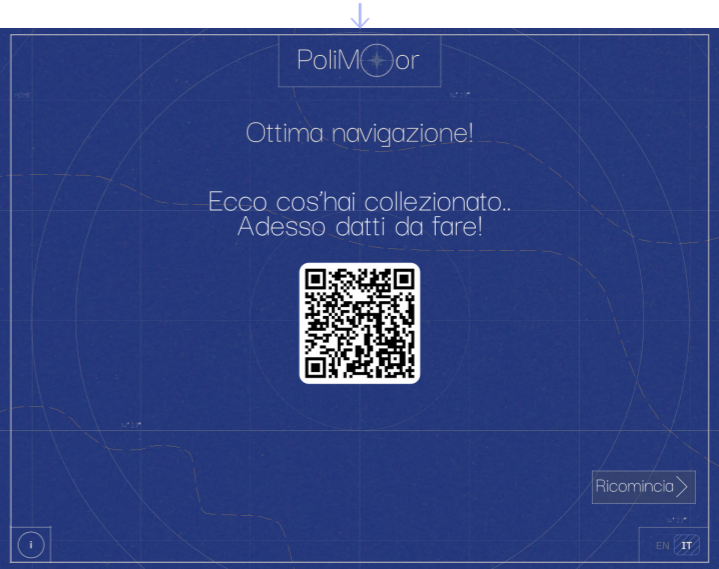 PoliMoor
Ottima navigazione!
Ecco cos'hai collezionato..
Adesso datti da fare!
Ricomincia
i
EN IT